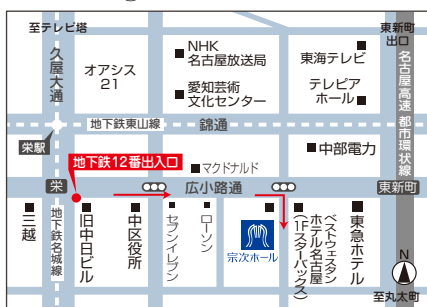 至テレビ塔
東新町
出口
久屋大通
オアシス
21
NHK
名古屋放送局
愛知芸術
文化センター
東海テレビ
テレピア
ホール
名古屋高速 都市環状線
地下鉄東山線
錦通
栄駅
地下鉄12番出入口
マクドナルド
中部電力
栄
広小路通
東新町
三越
地下鉄名城線
旧中日ビル
中区役所
セブンイレブン
ローソン
宗次ホール
ベストウェスタン
ホテル名古屋
(1Fスターバックス)
東急ホテル
N
至丸太町